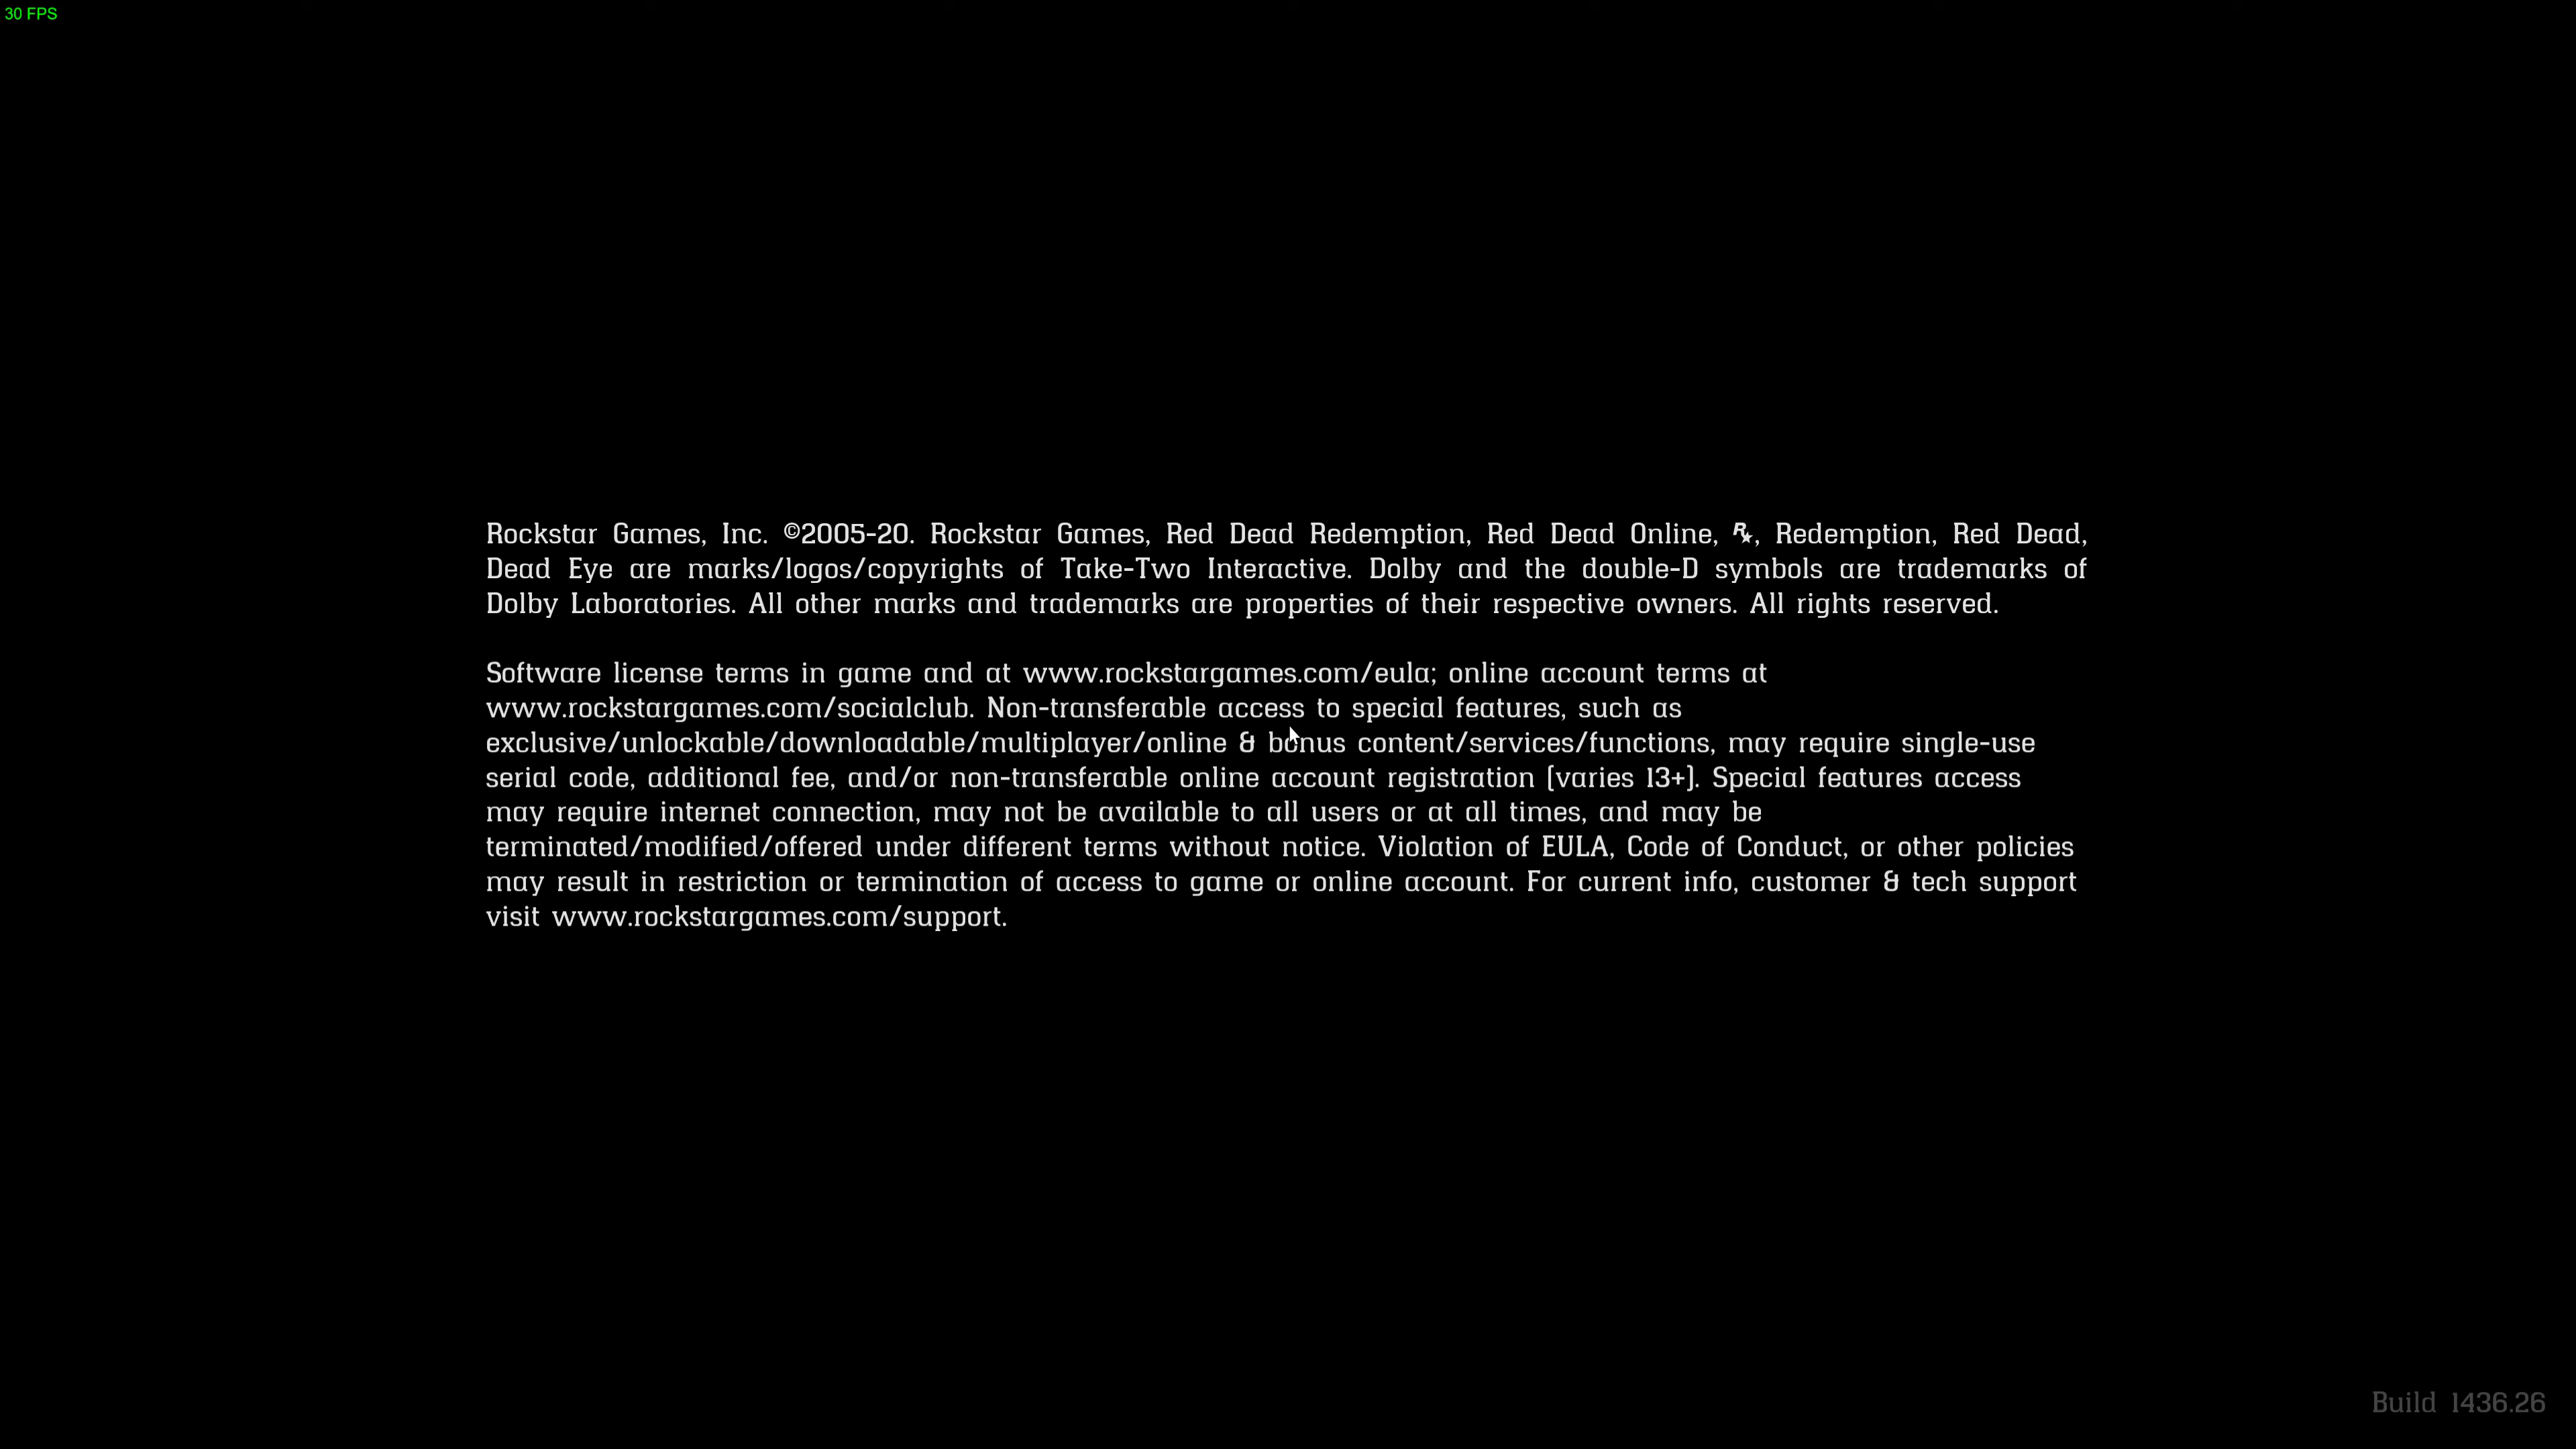 30 FPS
Rockstar Games, Inc. ©2005-20. Rockstar Games, Red Dead Redemption, Red Dead Online, R★, Redemption, Red Dead,
Dead Eye are marks/logos/copyrights of Take-Two Interactive. Dolby and the double-D symbols are trademarks of
Dolby Laboratories. All other marks and trademarks are properties of their respective owners. All rights reserved.
Software license terms in game and at www.rockstargames.com/eula; online account terms at
www.rockstargames.com/socialclub. Non-transferable access to special features, such as
exclusive/unlockable/downloadable/multiplayer/online & bonus content/services/functions, may require single-use
serial code, additional fee, and/or non-transferable online account registration (varies 13+). Special features access
may require internet connection, may not be available to all users or at all times, and may be
terminated/modified/offered under different terms without notice. Violation of EULA, Code of Conduct, or other policies
may result in restriction or termination of access to game or online account. For current info, customer & tech support
visit www.rockstargames.com/support.
Build 1436.26